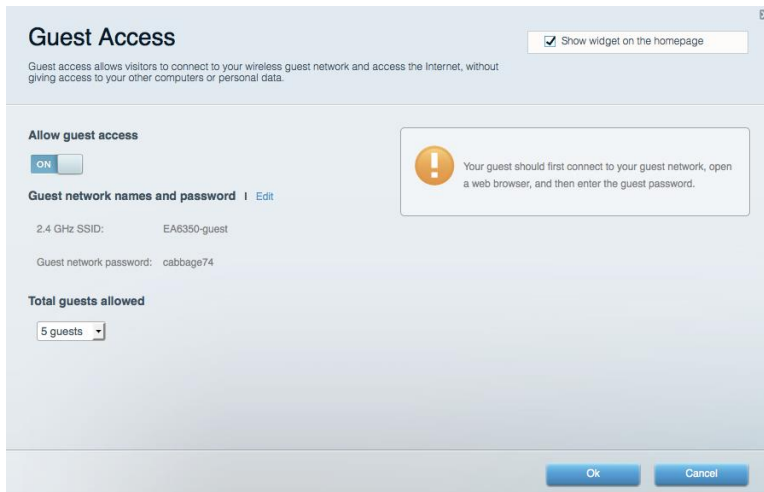 Guest Access
Show widget on the homepage
Guest access allows visitors to connect to your wireless guest network and access the Internet, without
giving access to your other computers or personal data.
Allow guest access
ON
Your guest should first connect to your guest network, open
a web browser, and then enter the guest password.
Guest network names and password | Edit
2.4 GHz SSID: EA6350-guest
Guest network password: cabbage74
Total guests allowed
5 guests
Ok Cancel